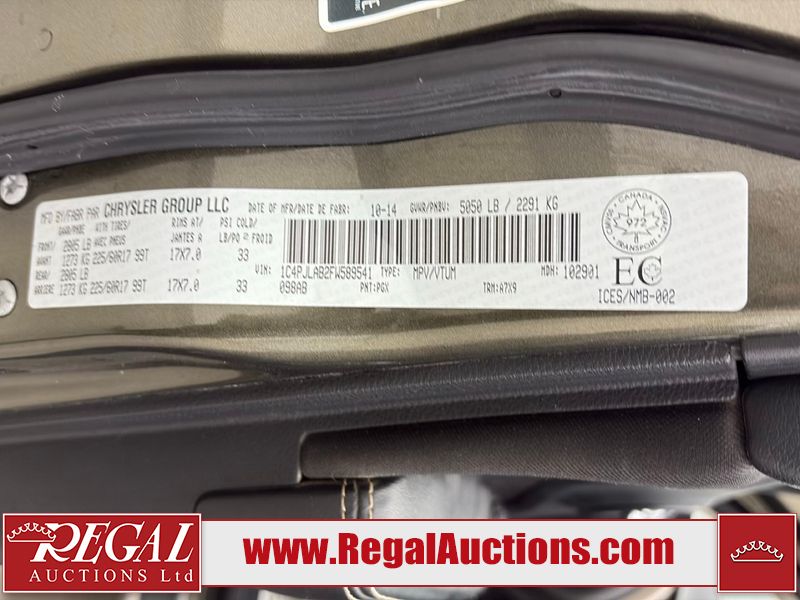 E
MFD BY/FABR PAR CHRYSLER GROUP LLC DATE OF MFR/DATE DE FABR: 10-14 GVWR/PNBV: 5050 LB / 2291 KG
GAWR/PNBE WITH TIRES/ RIMS AT/ PSI COLD/
FRONT/ 2805 LB AVEC PNEUS JANTES A LB/PO FROID
AVANT 1273 KG 225/60R17 99T 17X7.0 33
REAR/ 2805 LB
ARRIERE 1273 KG 225/60R17 99T 17X7.0 33
VIN: 1C4PJLAB2FW589541 TYPE: MPV/VTUM MDH: 102901
098AB PNT:PGX TRM:A7X9
CANADA
972
TRANSPORT
EC
ICES/NMB-002
REGAL
AUCTIONS Ltd
www.RegalAuctions.com